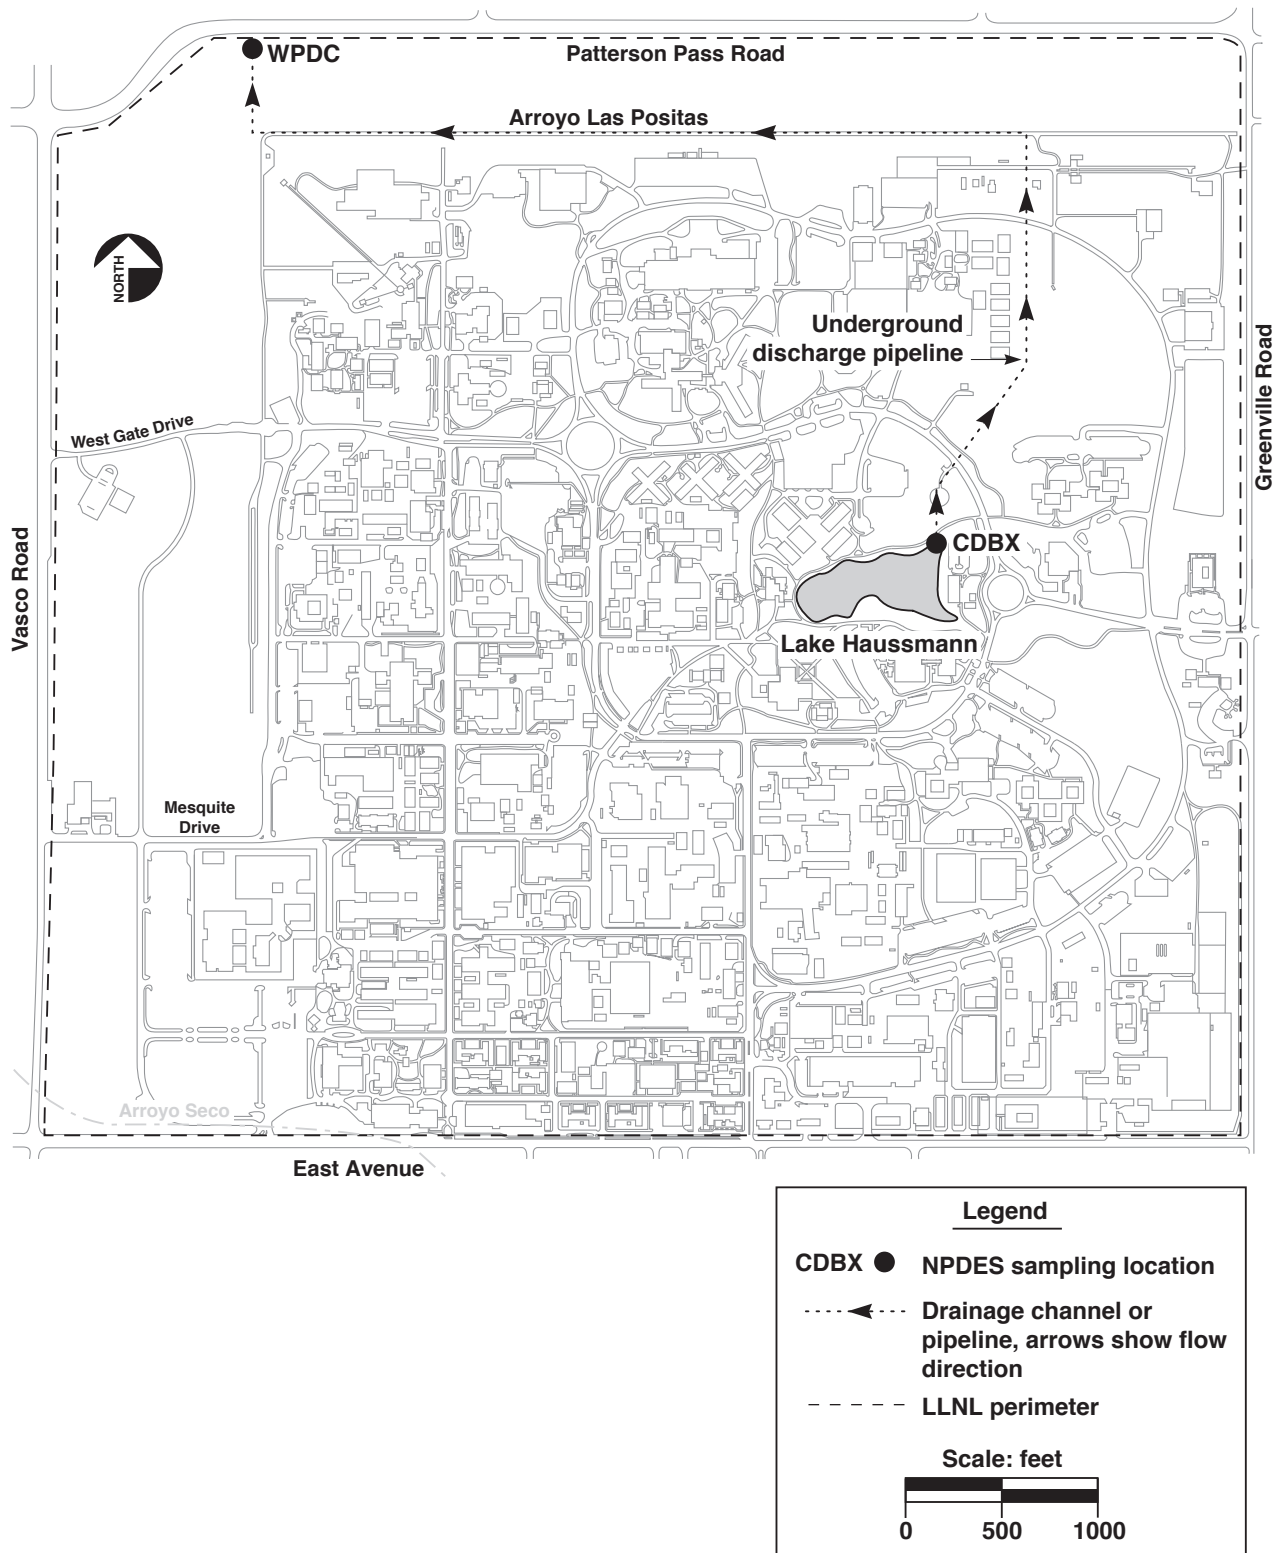 WPDC
Patterson Pass Road
Arroyo Las Positas
NORTH
Underground
discharge pipeline
Greenville Road
West Gate Drive
Vasco Road
CDBX
Lake Haussmann
Mesquite
Drive
Arroyo Seco
East Avenue
Legend
CDBX NPDES sampling location
Drainage channel or
pipeline, arrows show flow
direction
LLNL perimeter
Scale: feet
0 500 1000